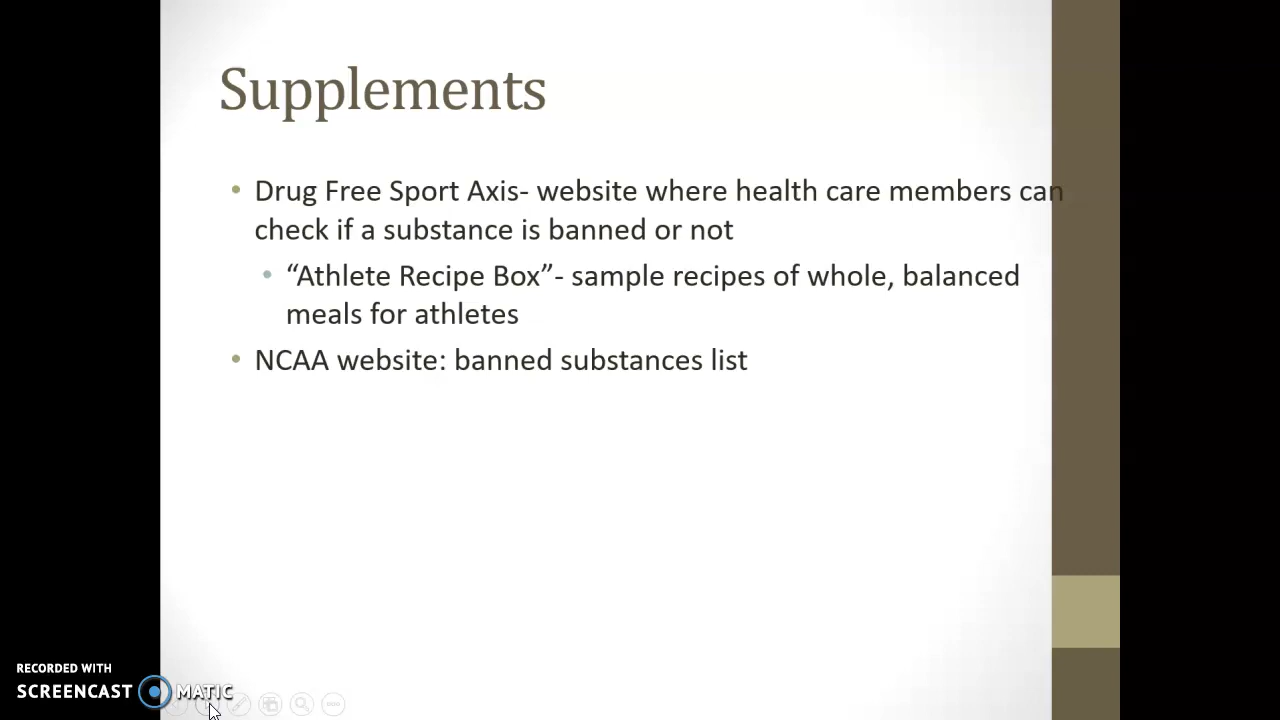 Supplements
• Drug Free Sport Axis- website where health care members can
check if a substance is banned or not
• “Athlete Recipe Box”- sample recipes of whole, balanced
meals for athletes
• NCAA website: banned substances list
RECORDED WITH
SCREENCAST MATIC